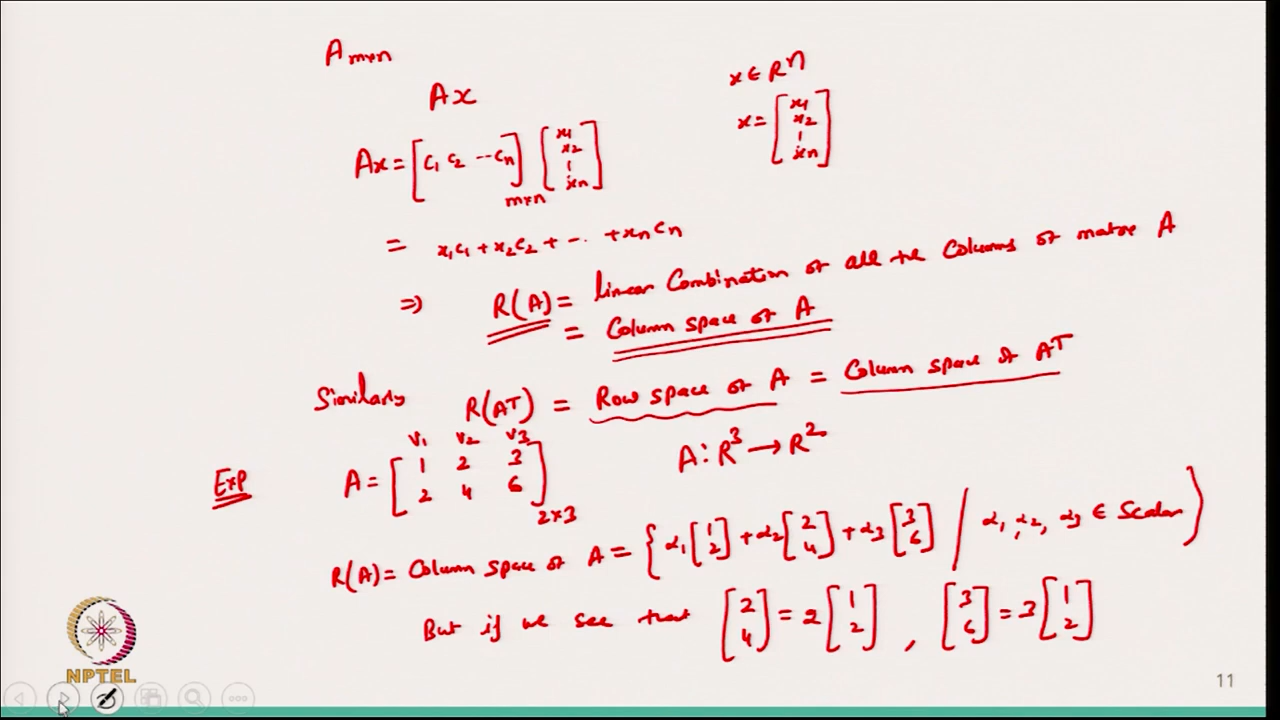 A m×n
Ax
x ∈ R^n
Ax = [ c1 c2 -- cn ] m×n [ x1 x2 | xn ]
x = [ x1 x2 | xn ]
= x1c1 + x2c2 + - . . + xncn
⇒ R(A) = linear Combination of all the Columns of matrix A
= Column space of A
Similarly R(AT) = Row space of A = Column space of AT
v1 v2 v3
Exp A = [ 1 2 3
2 4 6 ] 2×3
A : R^3 → R^2
R(A) = Column space of A = { α1 [ 1 2 ] + α2 [ 2 4 ] + α3 [ 3 6 ] / α1, α2, α3 ∈ Scalar )
But if we see that [ 2 4 ] = 2 [ 1 2 ] , [ 3 6 ] = 3 [ 1 2 ]
NPTEL
11